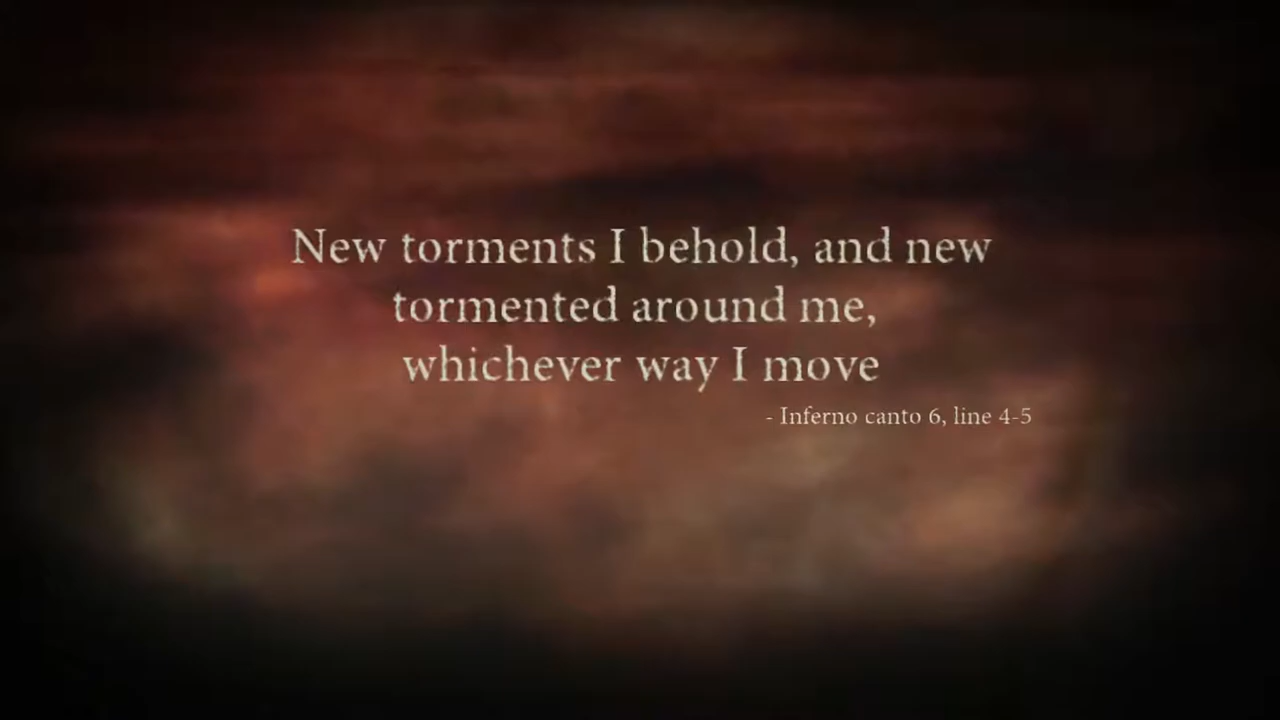 New torments I behold, and new
tormented around me,
whichever way I move
- Inferno canto 6, line 4-5